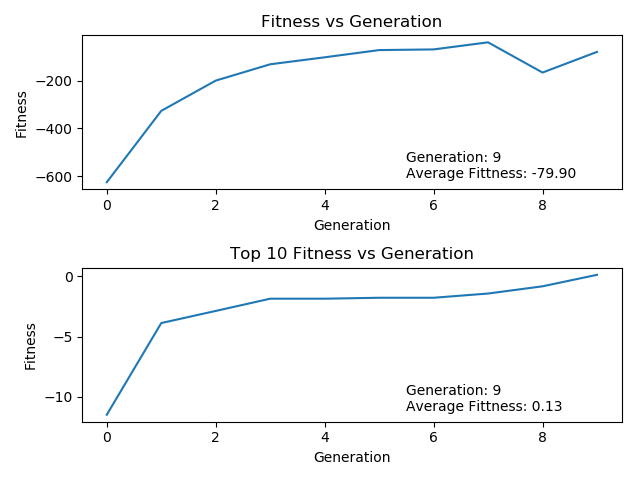 Fitness vs Generation
Fitness
−200
−400
−600
Generation: 9
Average Fittness: -79.90
0 2 4 6 8
Generation
Top 10 Fitness vs Generation
Fitness
0
−5
−10
Generation: 9
Average Fittness: 0.13
0 2 4 6 8
Generation